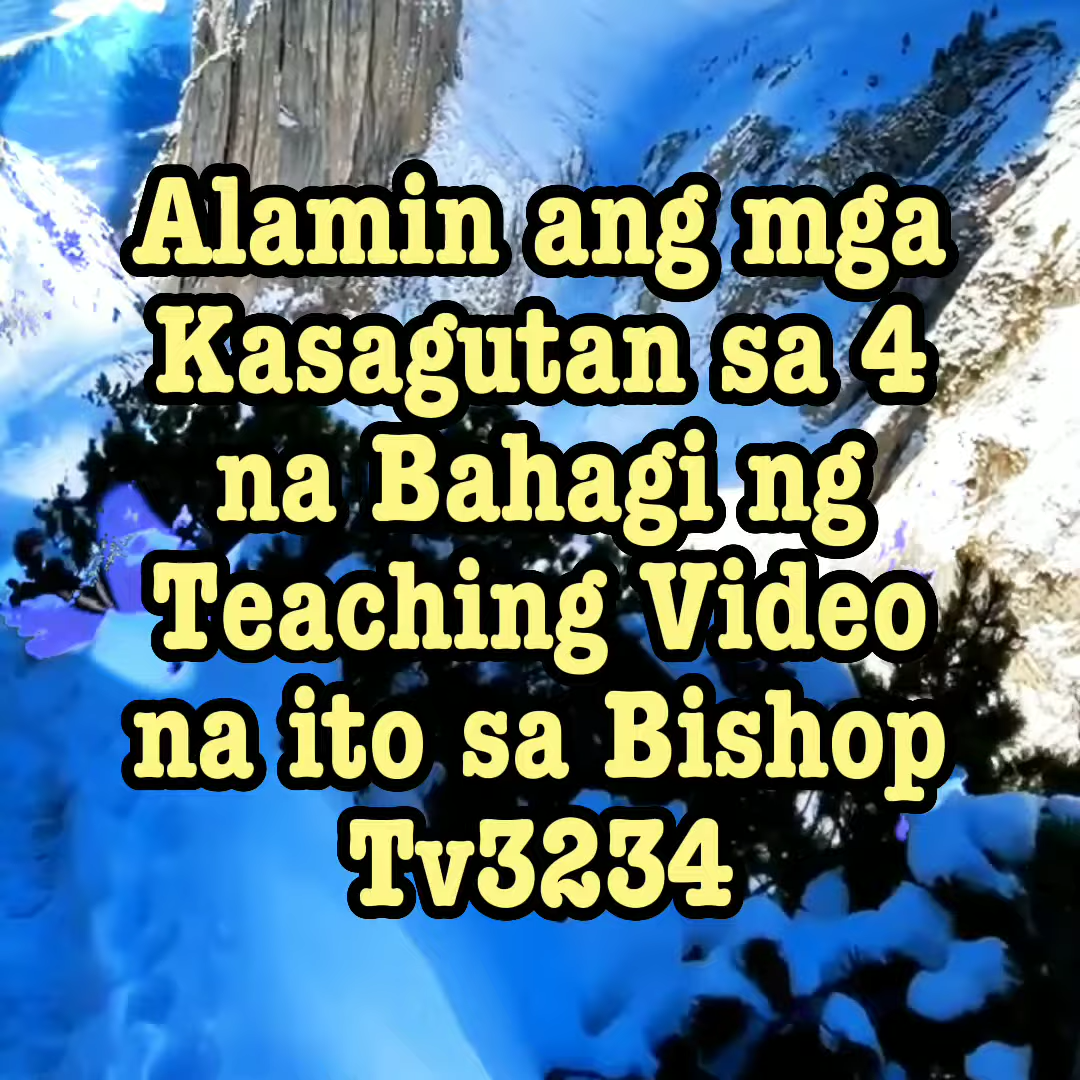 Alamin ang mga
Kasagutan sa 4
na Bahagi ng
Teaching Video
na ito sa Bishop
Tv3234